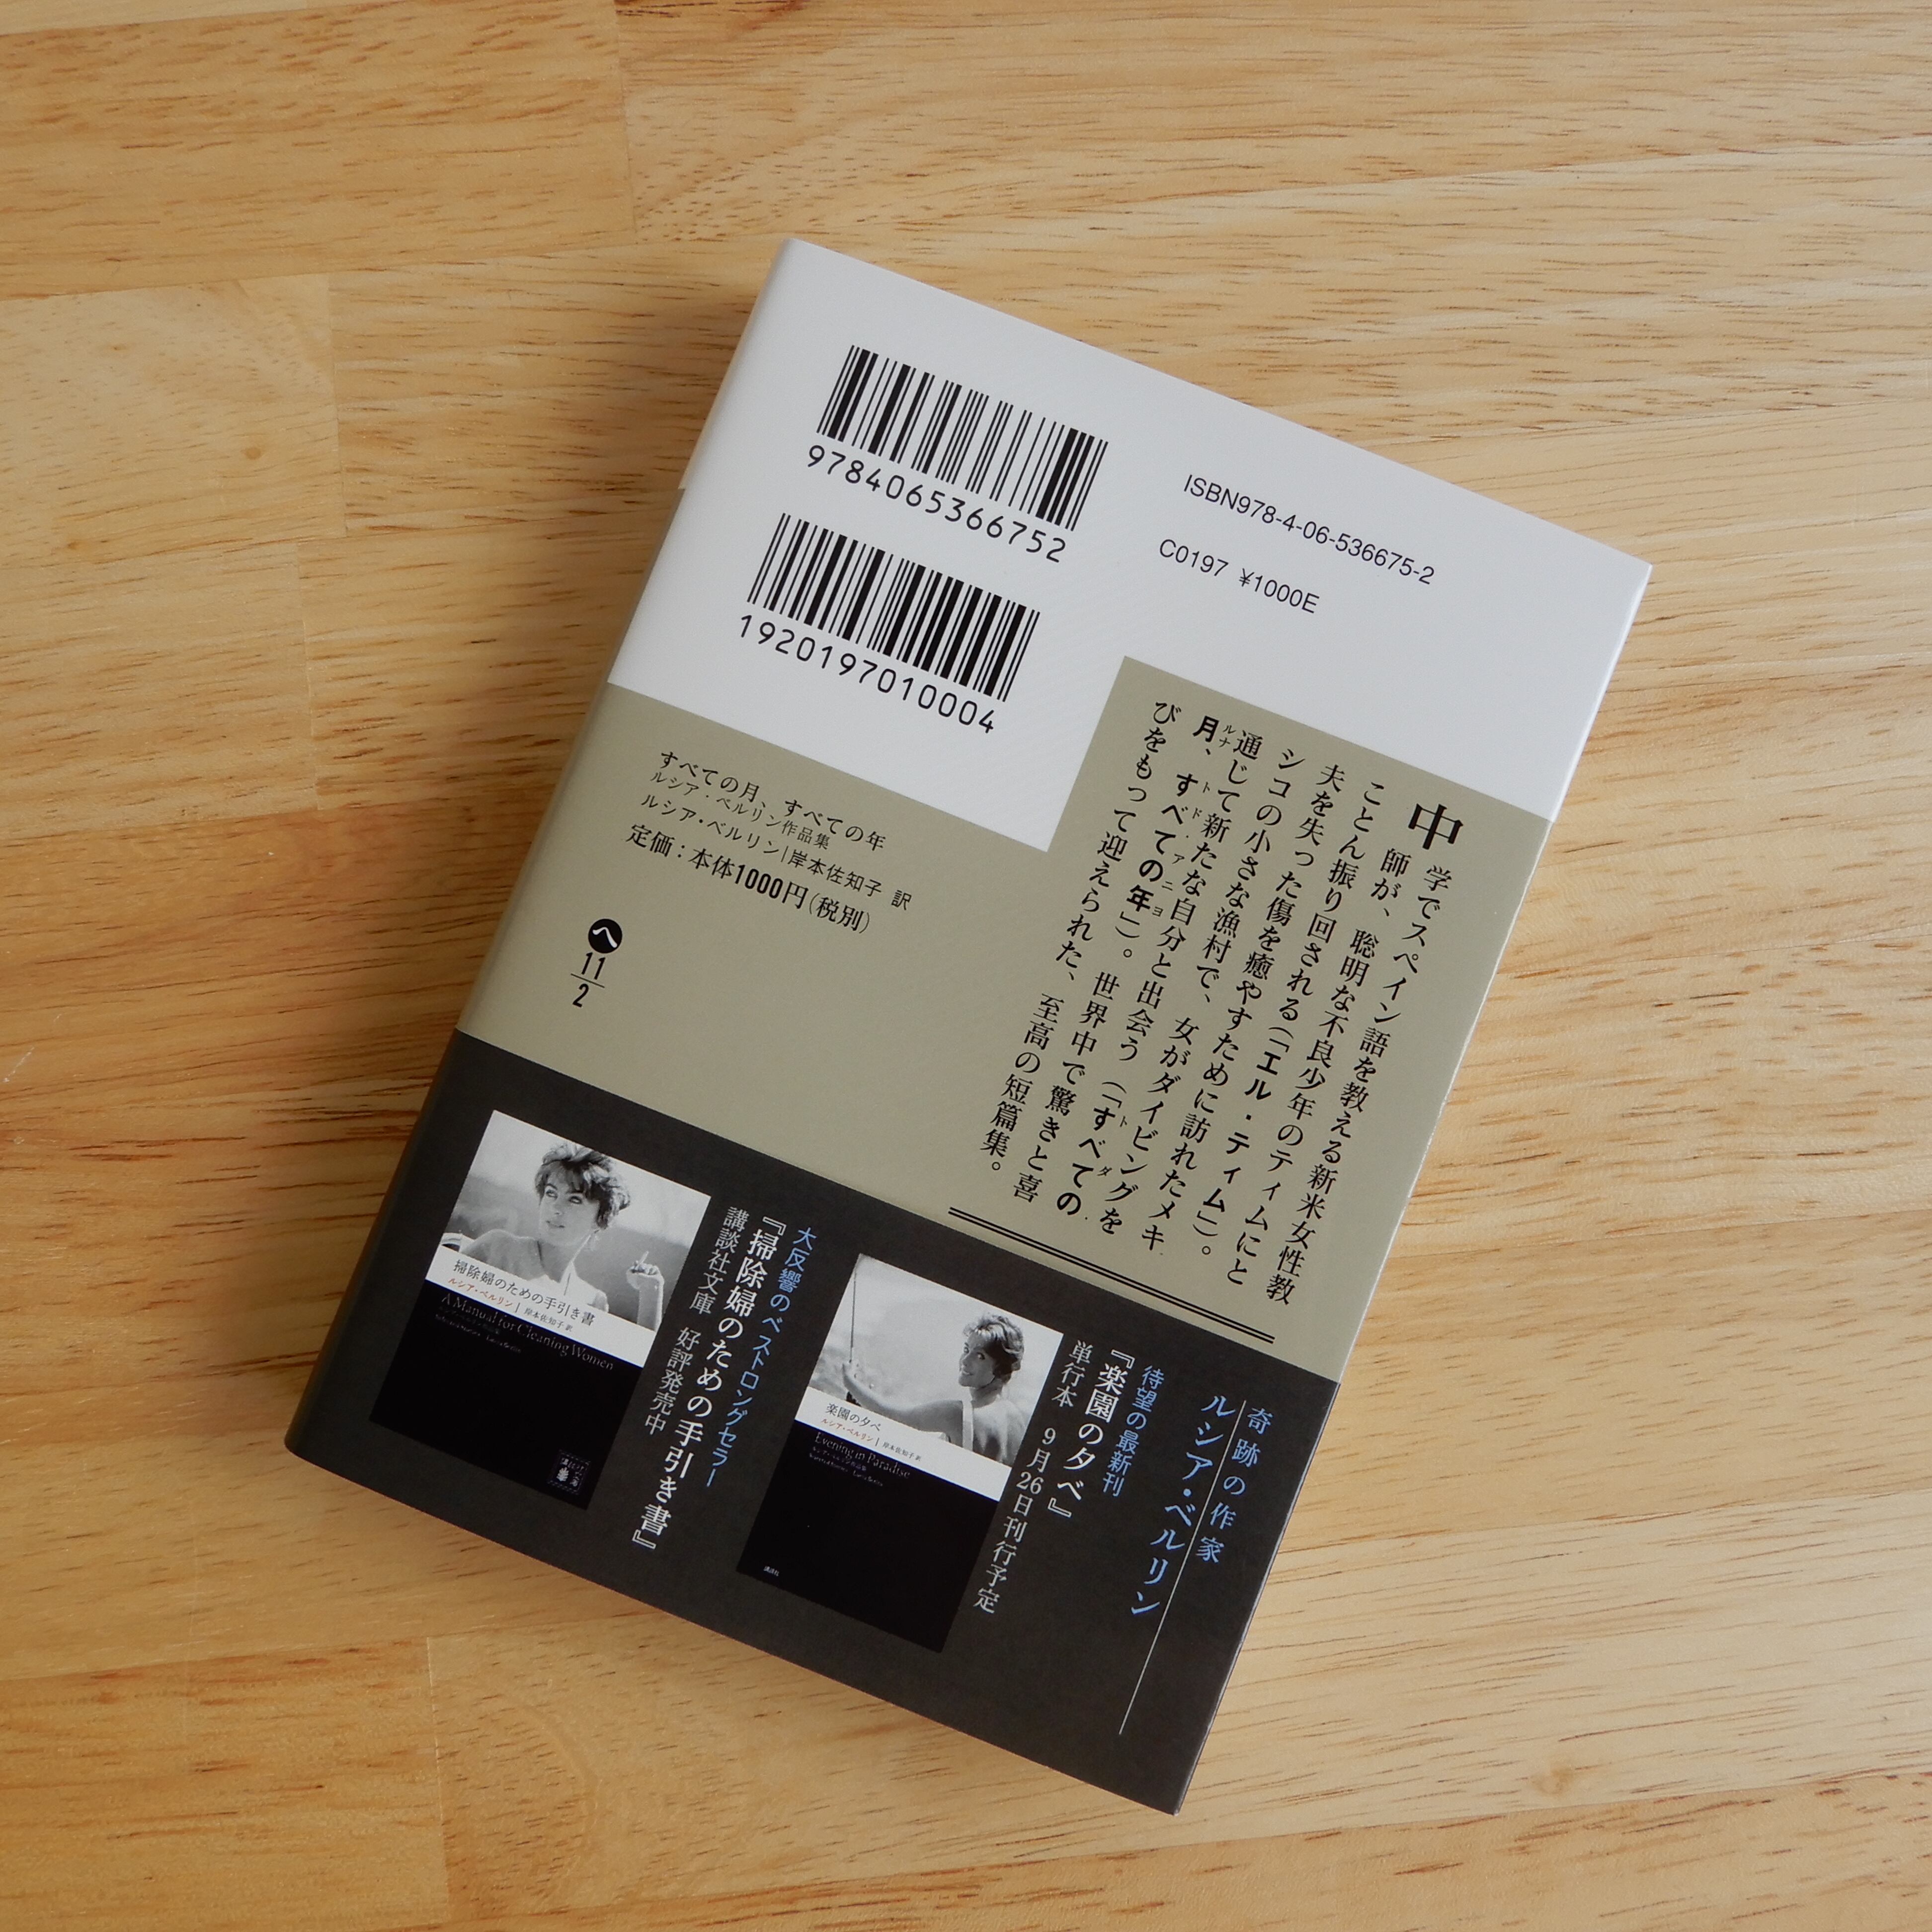 9784065366752
1920197010004
ISBN978-4-06-536675-2
C0197 ¥1000E
すべての月、すべての年
ルシア・ベルリン作品集
ルシア・ベルリン|岸本佐知子 訳
定価:本体1000円(税別)
へ
11
2
中学でスペイン語を教える新米女性教
師が、聡明な不良少年のティムにと
ことん振り回される(「エル・ティム」)。
夫を失った傷を癒やすために訪れたメキ
シコの小さな漁村で、女がダイビングを
通じて新たな自分と出会う(「すべての
トダ・
月、すべての年」)。世界中で驚きと喜
ルナ トド・アニヨ
びをもって迎えられた、至高の短篇集。
奇跡の作家
ルシア・ベルリン
待望の最新刊
『楽園の夕べ』
単行本 9月26日刊行予定
楽園の夕べ
ルシア・ベルリン|岸本佐知子 訳
Evening in Paradise
講談社
大反響のベストロングセラー
『掃除婦のための手引き書』
講談社文庫 好評発売中
掃除婦のための手引き書
ルシア・ベルリン|岸本佐知子 訳
A Manual for Cleaning Women